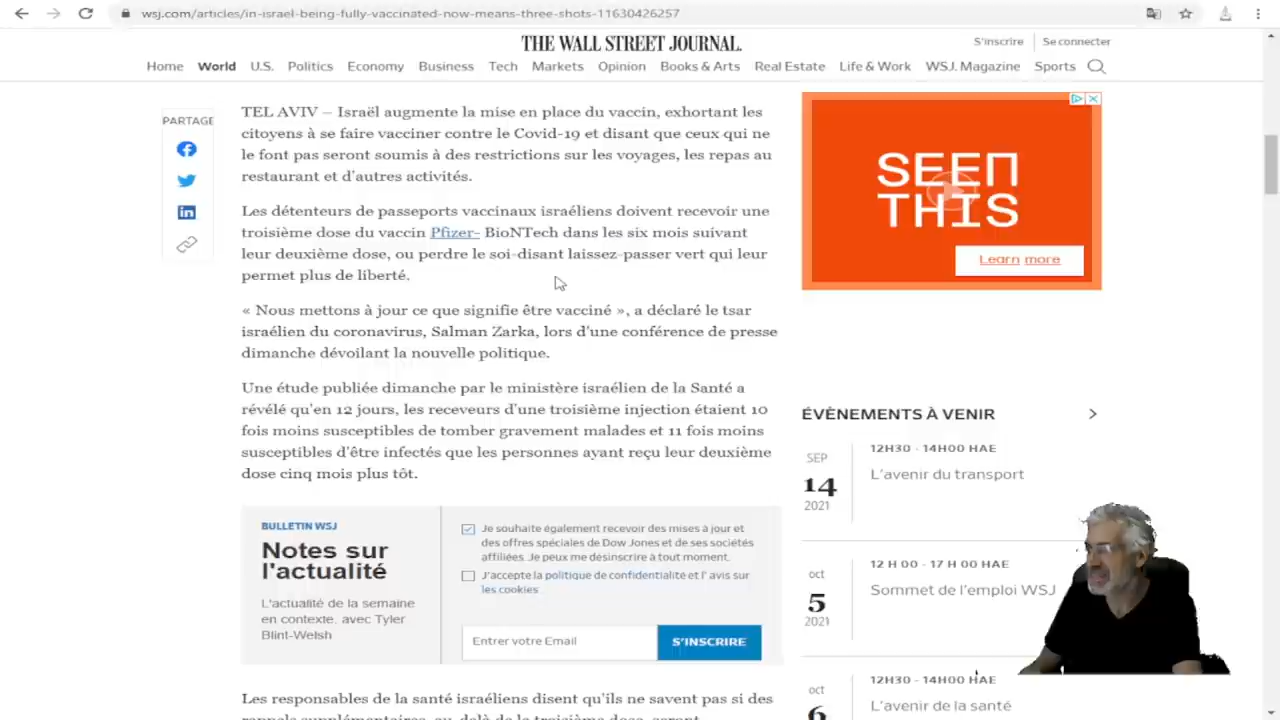 wsj.com/articles/in-israel-being-fully-vaccinated-now-means-three-shots-11630426257
THE WALL STREET JOURNAL.
S'inscrire
Se connecter
Home World U.S. Politics Economy Business Tech Markets Opinion Books & Arts Real Estate Life & Work WSJ. Magazine Sports
PARTAGE
TEL AVIV – Israël augmente la mise en place du vaccin, exhortant les
citoyens à se faire vacciner contre le Covid-19 et disant que ceux qui ne
le font pas seront soumis à des restrictions sur les voyages, les repas au
restaurant et d'autres activités.
Les détenteurs de passeports vaccinaux israéliens doivent recevoir une
troisième dose du vaccin Pfizer- BioNTech dans les six mois suivant
leur deuxième dose, ou perdre le soi-disant laissez-passer vert qui leur
permet plus de liberté.
« Nous mettons à jour ce que signifie être vacciné », a déclaré le tsar
israélien du coronavirus, Salman Zarka, lors d'une conférence de presse
dimanche dévoilant la nouvelle politique.
Une étude publiée dimanche par le ministère israélien de la Santé a
révélé qu'en 12 jours, les receveurs d'une troisième injection étaient 10
fois moins susceptibles de tomber gravement malades et 11 fois moins
susceptibles d'être infectés que les personnes ayant reçu leur deuxième
dose cinq mois plus tôt.
BULLETIN WSJ
Notes sur
l'actualité
L'actualité de la semaine
en contexte, avec Tyler
Blint-Welsh
Je souhaite également recevoir des mises à jour et
des offres spéciales de Dow Jones et de ses sociétés
affiliées. Je peux me désinscrire à tout moment.
J'accepte la politique de confidentialité et l' avis sur
les cookies
Entrer votre Email
S'INSCRIRE
Les responsables de la santé israéliens disent qu'ils ne savent pas si des
rappels supplémentaires, au-delà de la troisième dose, seront
SEEN
THIS
Learn more
ÉVÈNEMENTS À VENIR
SEP
14
2021
12H30 - 14H00 HAE
L'avenir du transport
oct
5
2021
12 H 00 - 17 H 00 HAE
Sommet de l'emploi WSJ
oct
6
12H30 - 14H00 HAE
L'avenir de la santé